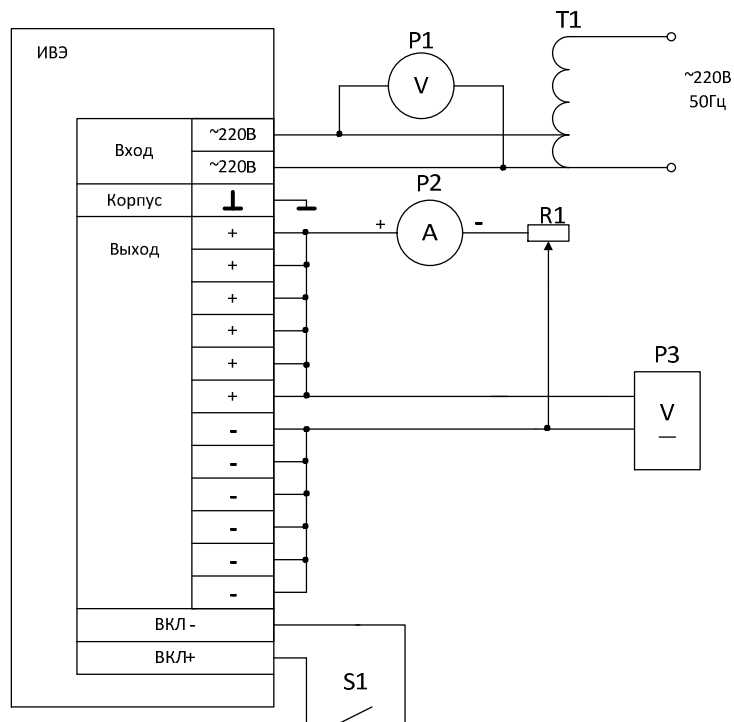 ИВЭ
T1
P1
V
~220В
50Гц
Вход
~220В
~220В
Корпус
P2
+
A
-
R1
Выход
+
+
+
+
+
+
P3
V
-
-
-
-
-
-
ВКЛ -
ВКЛ+
S1